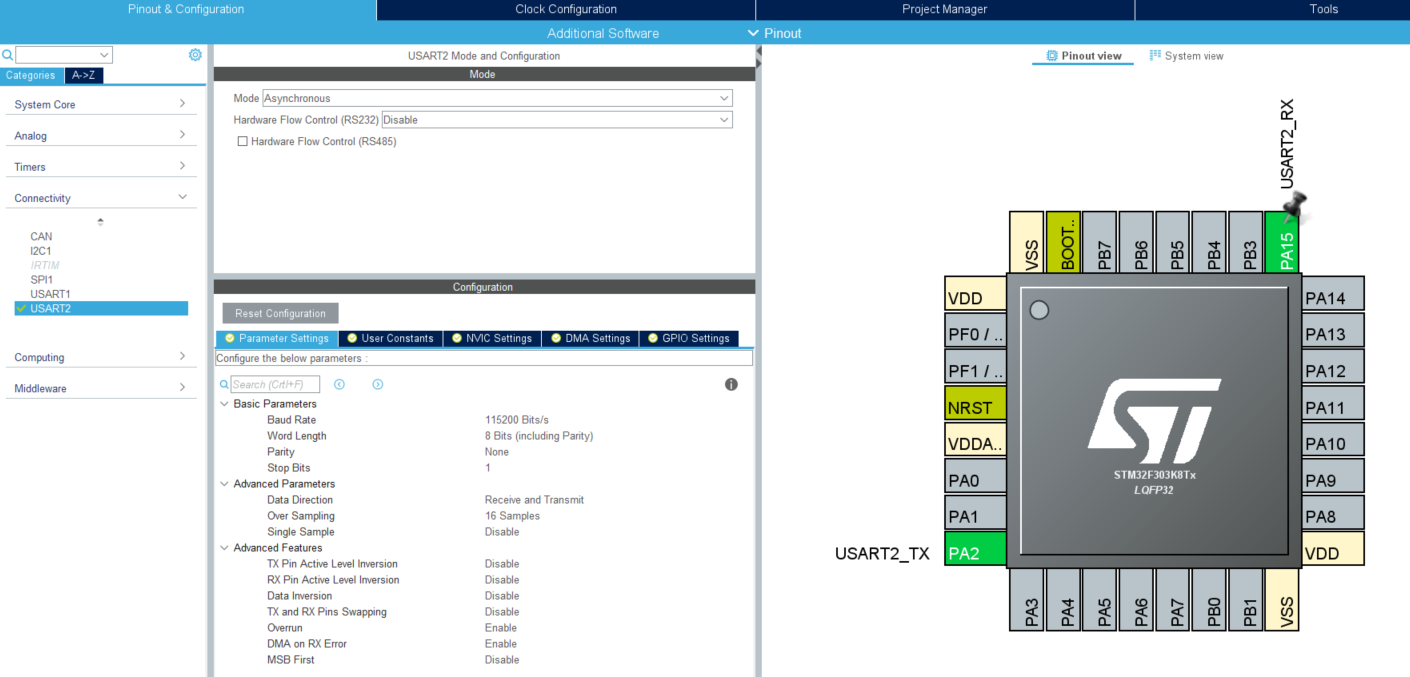 Pinout & Configuration
Clock Configuration
Project Manager
Tools
Additional Software
Pinout
Categories
A->Z
System Core
Analog
Timers
Connectivity
CAN
I2C1
IRTIM
SPI1
USART1
USART2
Computing
Middleware
USART2 Mode and Configuration
Mode
Mode Asynchronous
Hardware Flow Control (RS232) Disable
Hardware Flow Control (RS485)
Configuration
Reset Configuration
Parameter Settings
User Constants
NVIC Settings
DMA Settings
GPIO Settings
Configure the below parameters :
Search (Crtl+F)
Basic Parameters
Baud Rate 115200 Bits/s
Word Length 8 Bits (including Parity)
Parity None
Stop Bits 1
Advanced Parameters
Data Direction Receive and Transmit
Over Sampling 16 Samples
Single Sample Disable
Advanced Features
TX Pin Active Level Inversion Disable
RX Pin Active Level Inversion Disable
Data Inversion Disable
TX and RX Pins Swapping Disable
Overrun Enable
DMA on RX Error Enable
MSB First Disable
Pinout view
System view
USART2_RX
VSS
BOOT..
PB7
PB6
PB5
PB4
PB3
PA15
VDD
PF0 / ..
PF1 / ..
NRST
VDDA..
PA0
PA1
USART2_TX
PA2
ST
STM32F303K8Tx
LQFP32
PA14
PA13
PA12
PA11
PA10
PA9
PA8
VDD
PA3
PA4
PA5
PA6
PA7
PB0
PB1
VSS